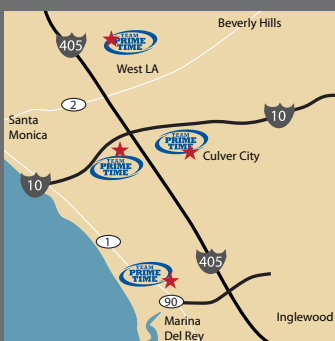 Beverly Hills
405
TEAM
PRIME
TIME
West LA
2
10
Santa
Monica
TEAM
PRIME
TIME
Culver City
TEAM
PRIME
TIME
10
1
405
TEAM
PRIME
TIME
90
Marina
Del Rey
Inglewood